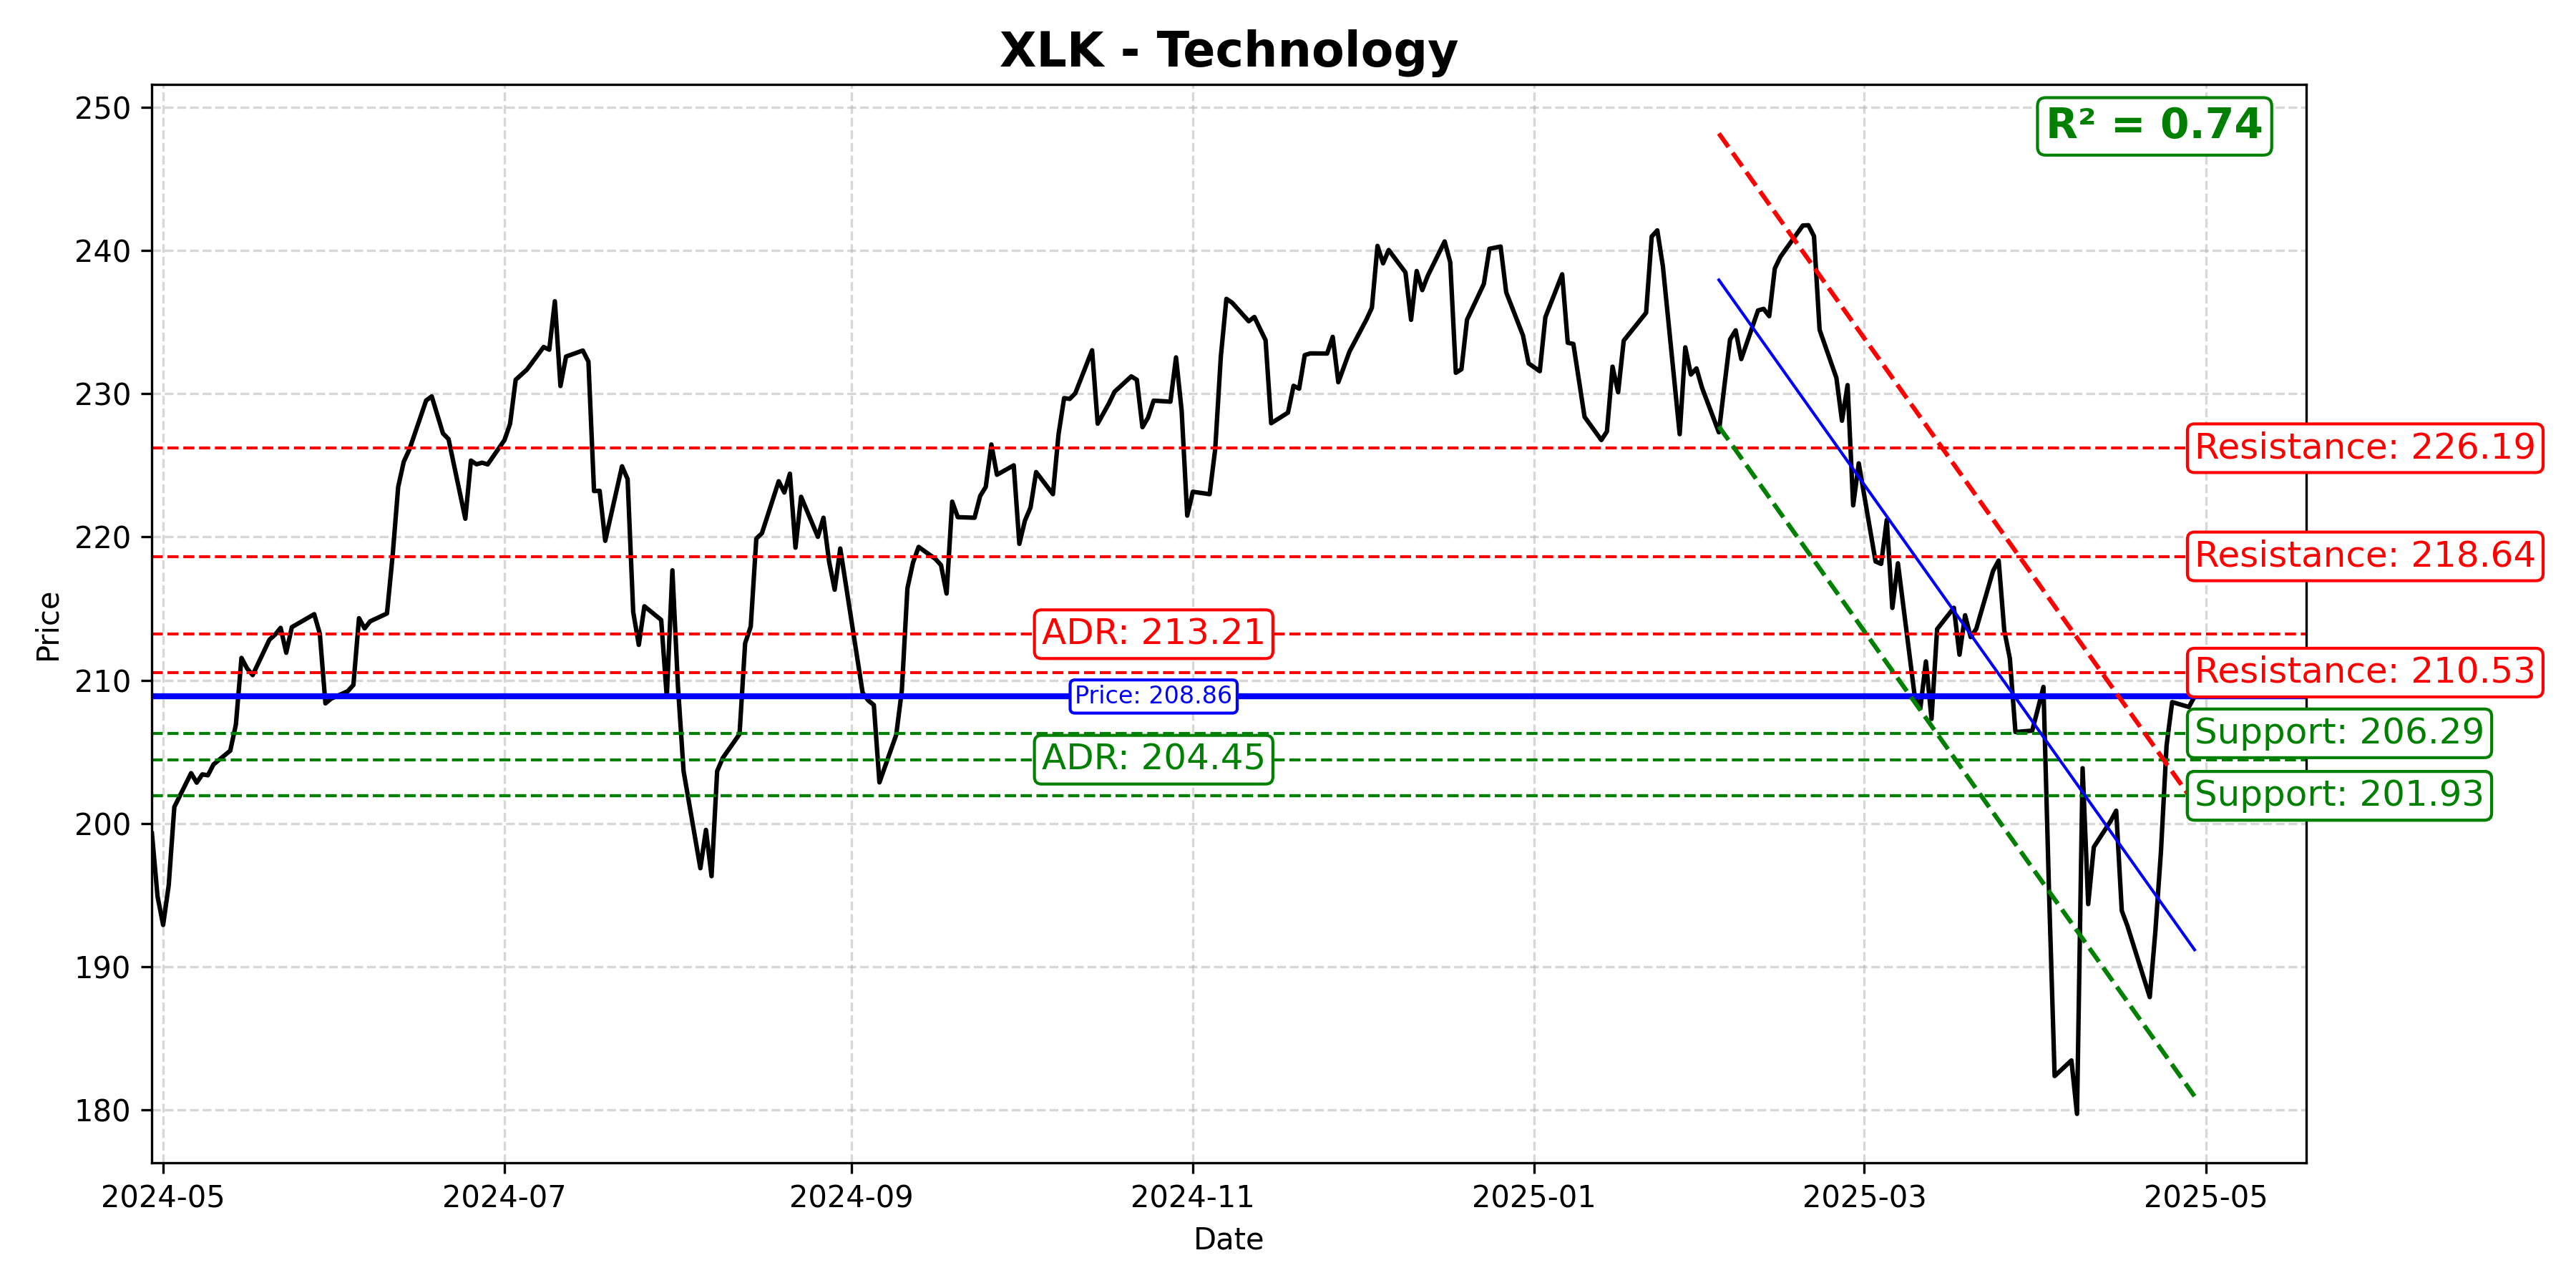 XLK - Technology
250
240
230
220
210
200
190
180
Price
R² = 0.74
Resistance: 226.19
Resistance: 218.64
ADR: 213.21
Resistance: 210.53
Price: 208.86
Support: 206.29
ADR: 204.45
Support: 201.93
2024-05
2024-07
2024-09
2024-11
2025-01
2025-03
2025-05
Date